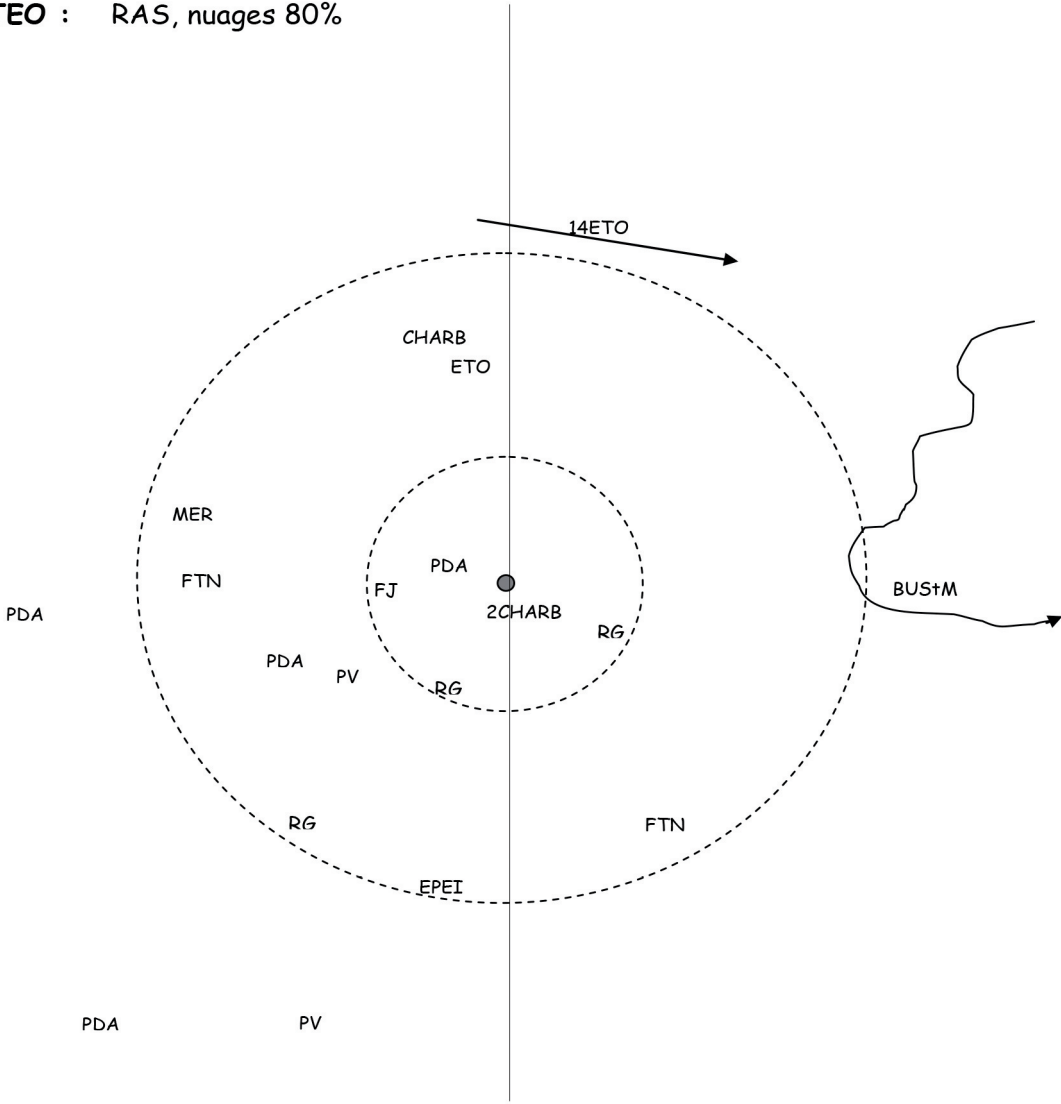 TEO : RAS, nuages 80%
14ETO
CHARB
ETO
MER
PDA
FTN
FJ
BUStM
2CHARB
PDA
RG
PDA
PV
RG
RG
FTN
EPEI
PDA
PV